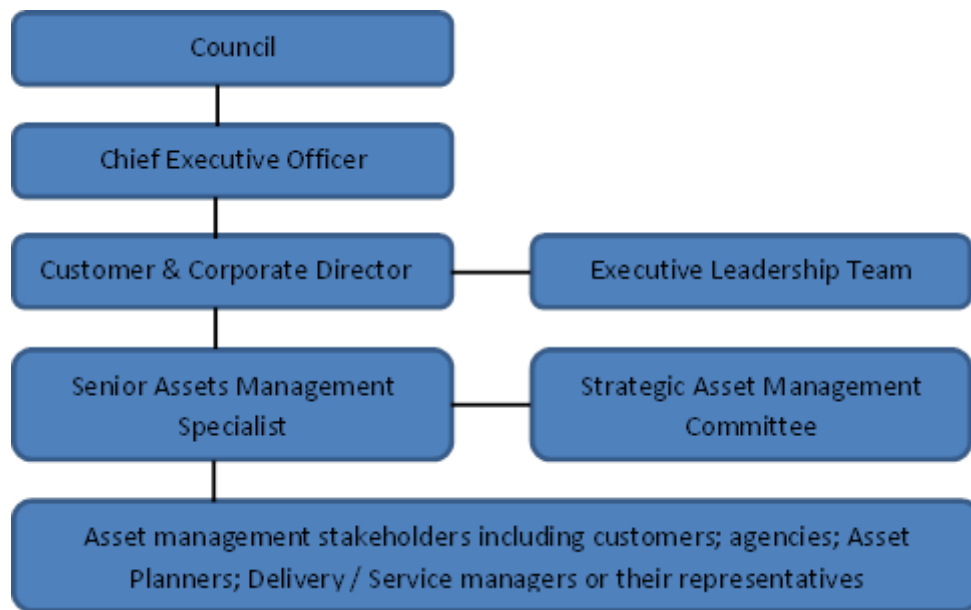 Council
Chief Executive Officer
Customer & Corporate Director
Executive Leadership Team
Senior Assets Management
Specialist
Strategic Asset Management
Committee
Asset management stakeholders including customers; agencies; Asset
Planners; Delivery / Service managers or their representatives